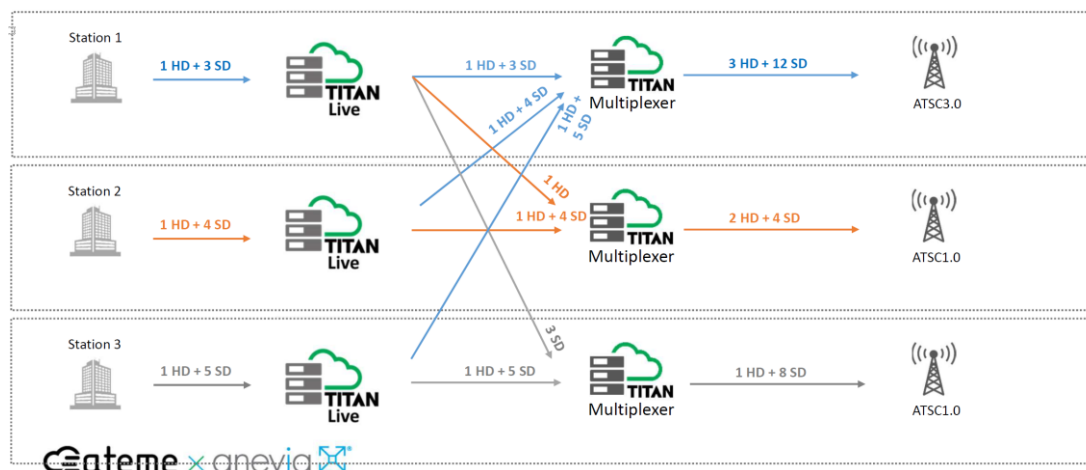 Station 1
1 HD + 3 SD
TITAN
Live
1 HD + 3 SD
TITAN
Multiplexer
3 HD + 12 SD
ATSC3.0
1 HD + 4 SD
1 HD +
5 SD
Station 2
1 HD + 4 SD
TITAN
Live
1 HD
1 HD + 4 SD
TITAN
Multiplexer
2 HD + 4 SD
ATSC1.0
Station 3
1 HD + 5 SD
TITAN
Live
3 SD
1 HD + 5 SD
TITAN
Multiplexer
1 HD + 8 SD
ATSC1.0
ateme x anevia